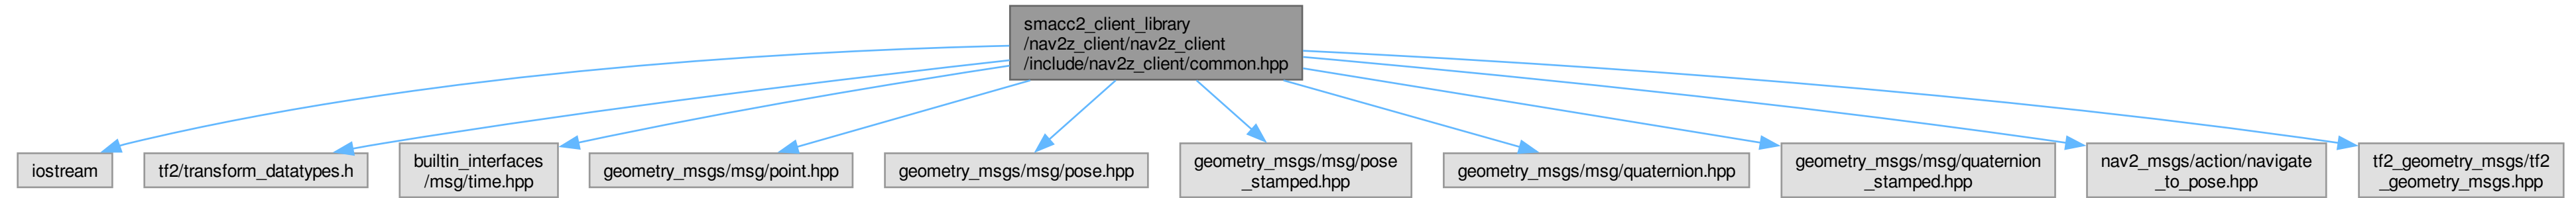 smacc2_client_library
/nav2z_client/nav2z_client
/include/nav2z_client/common.hpp
iostream
tf2/transform_datatypes.h
builtin_interfaces
/msg/time.hpp
geometry_msgs/msg/point.hpp
geometry_msgs/msg/pose.hpp
geometry_msgs/msg/pose
_stamped.hpp
geometry_msgs/msg/quaternion.hpp
geometry_msgs/msg/quaternion
_stamped.hpp
nav2_msgs/action/navigate
_to_pose.hpp
tf2_geometry_msgs/tf2
_geometry_msgs.hpp